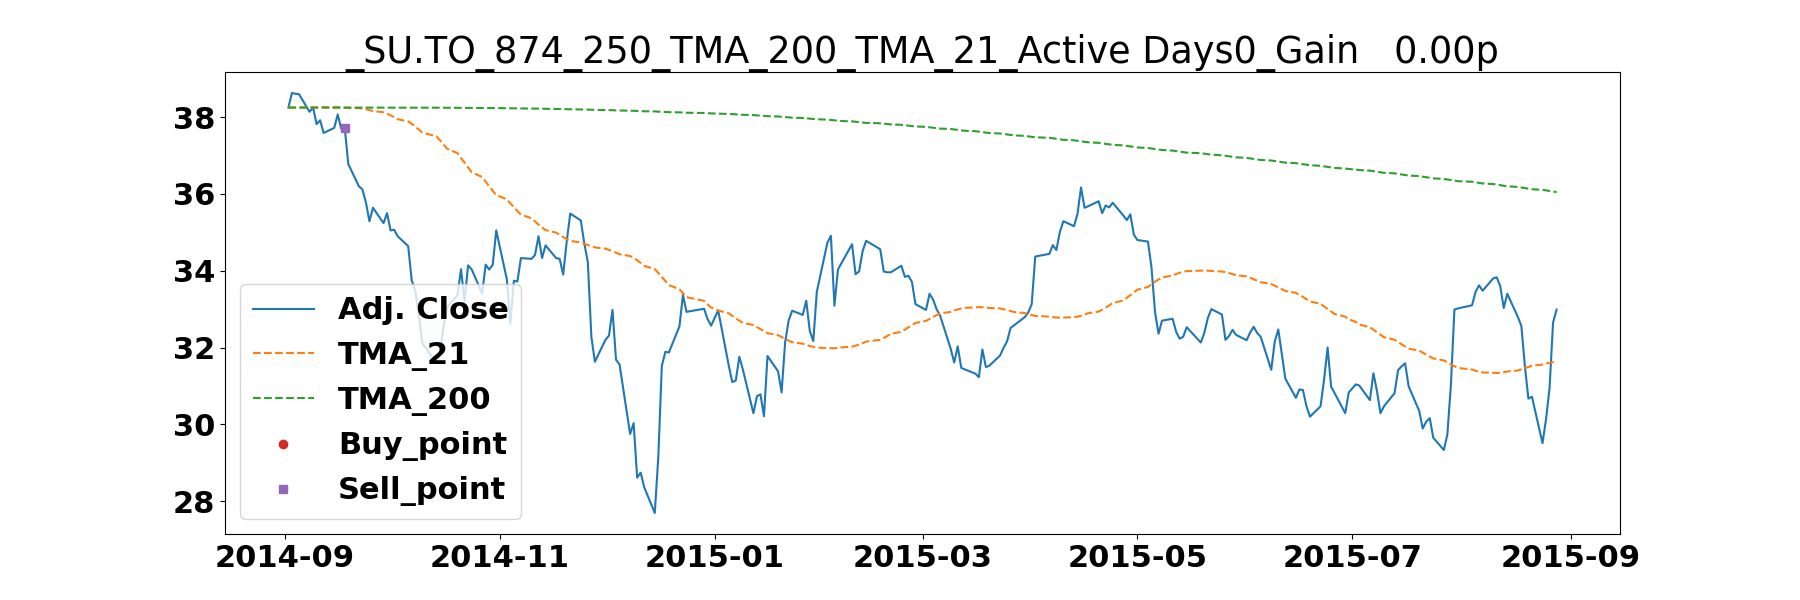 _SU.TO_874_250_TMA_200_TMA_21_Active Days0_Gain   0.00p
38
36
34
32
30
28
Adj. Close
TMA_21
TMA_200
Buy_point
Sell_point
2014-09 2014-11 2015-01 2015-03 2015-05 2015-07 2015-09